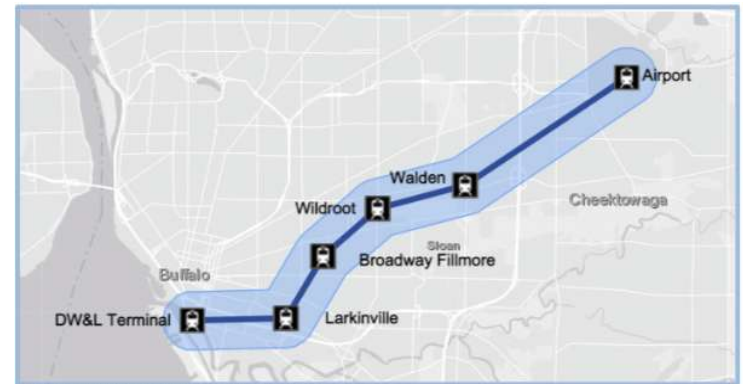 Airport
Walden
Cheektowaga
Wildroot
Sloan
Broadway Fillmore
Buffalo
DW&L Terminal
Larkinville